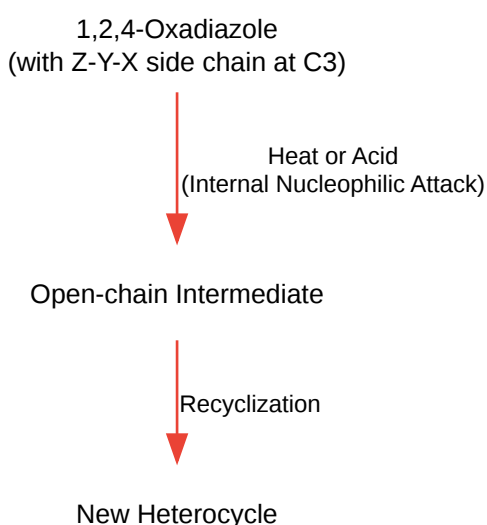 1,2,4-Oxadiazole
(with Z-Y-X side chain at C3)
Heat or Acid
(Internal Nucleophilic Attack)
Open-chain Intermediate
Recyclization
New Heterocycle